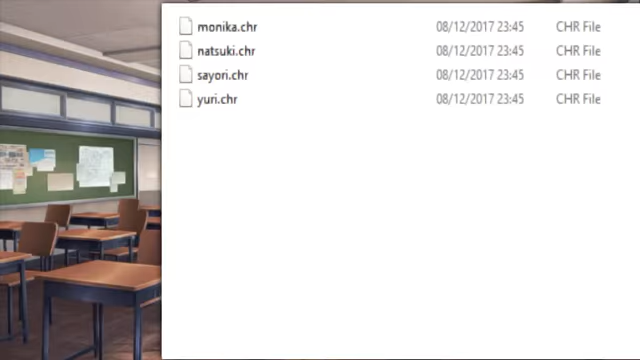 monika.chr 08/12/2017 23:45 CHR File
natsuki.chr 08/12/2017 23:45 CHR File
sayori.chr 08/12/2017 23:45 CHR File
yuri.chr 08/12/2017 23:45 CHR File